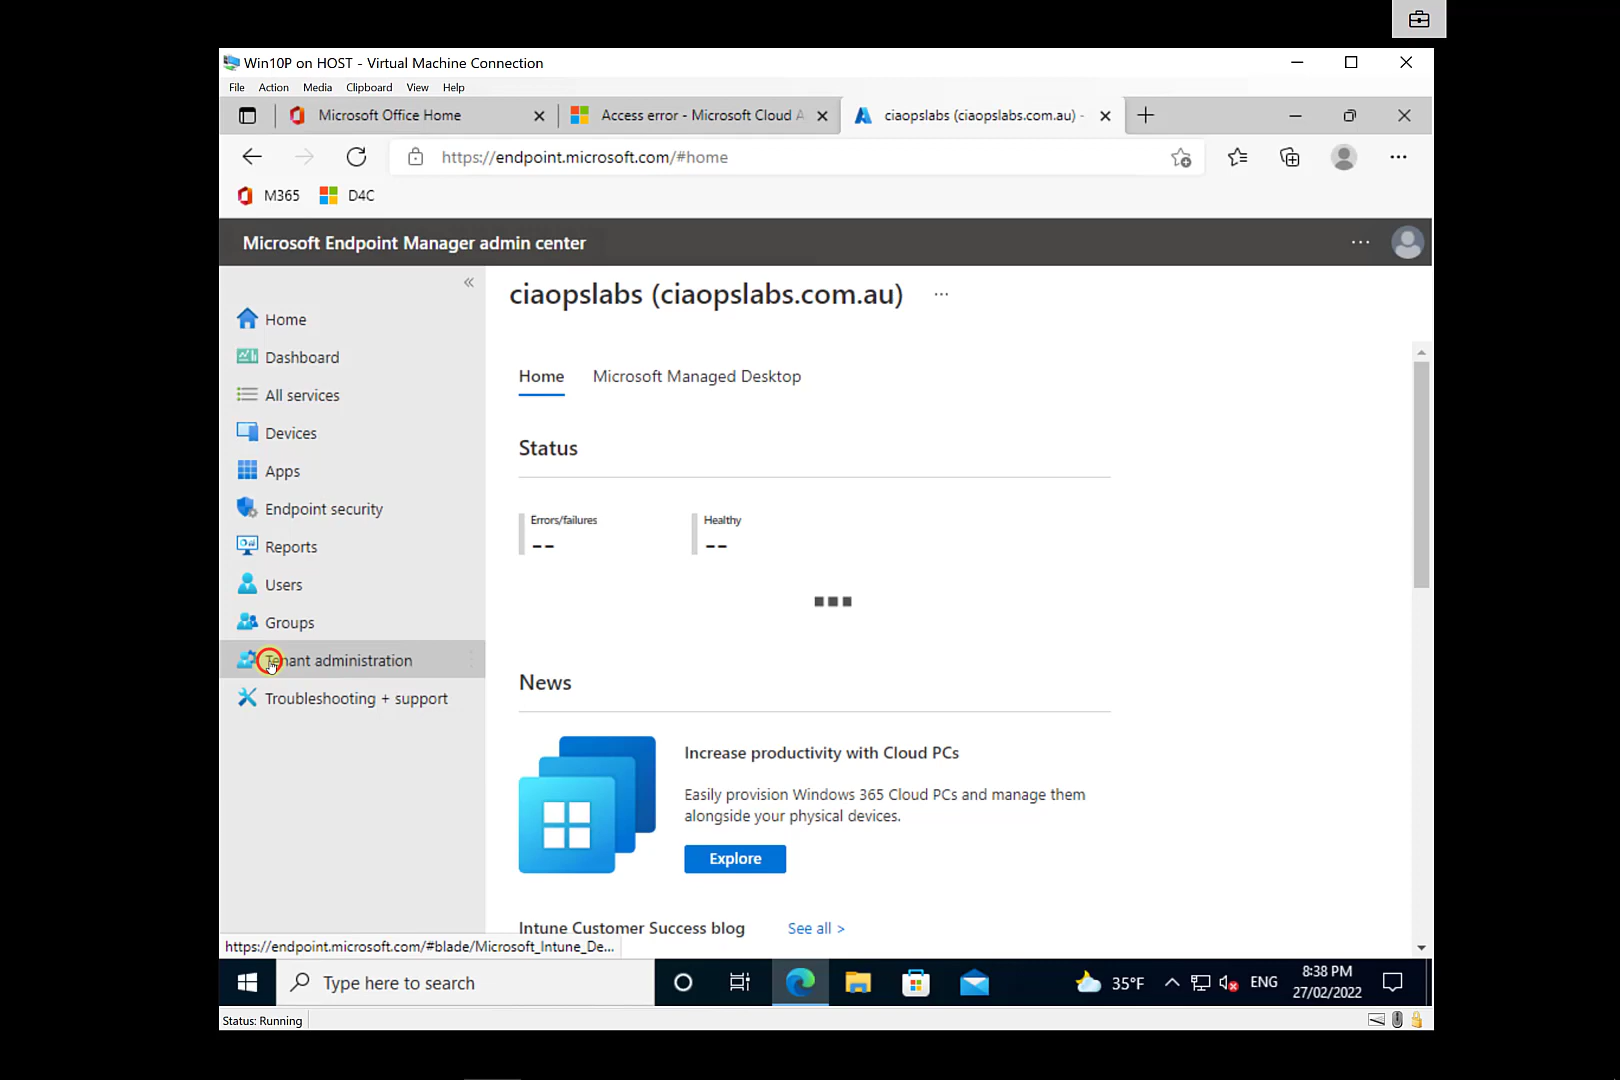 Win10P on HOST - Virtual Machine Connection
File Action Media Clipboard View Help
Microsoft Office Home
Access error - Microsoft Cloud A
ciaopslabs (ciaopslabs.com.au) -
https://endpoint.microsoft.com/#home
M365 D4C
Microsoft Endpoint Manager admin center
Home
Dashboard
All services
Devices
Apps
Endpoint security
Reports
Users
Groups
Tenant administration
Troubleshooting + support
ciaopslabs (ciaopslabs.com.au) ...
Home Microsoft Managed Desktop
Status
Errors/failures
--
Healthy
--
News
Increase productivity with Cloud PCs
Easily provision Windows 365 Cloud PCs and manage them
alongside your physical devices.
Explore
Intune Customer Success blog See all >
https://endpoint.microsoft.com/#blade/Microsoft_Intune_De...
Type here to search
35°F
ENG
8:38 PM
27/02/2022
Status: Running